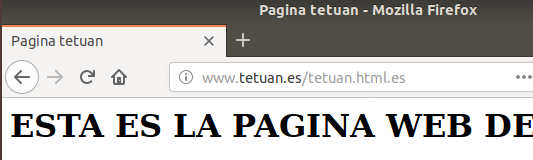 Pagina tetuan - Mozilla Firefox
Pagina tetuan
www.tetuan.es/tetuan.html.es
ESTA ES LA PAGINA WEB DE